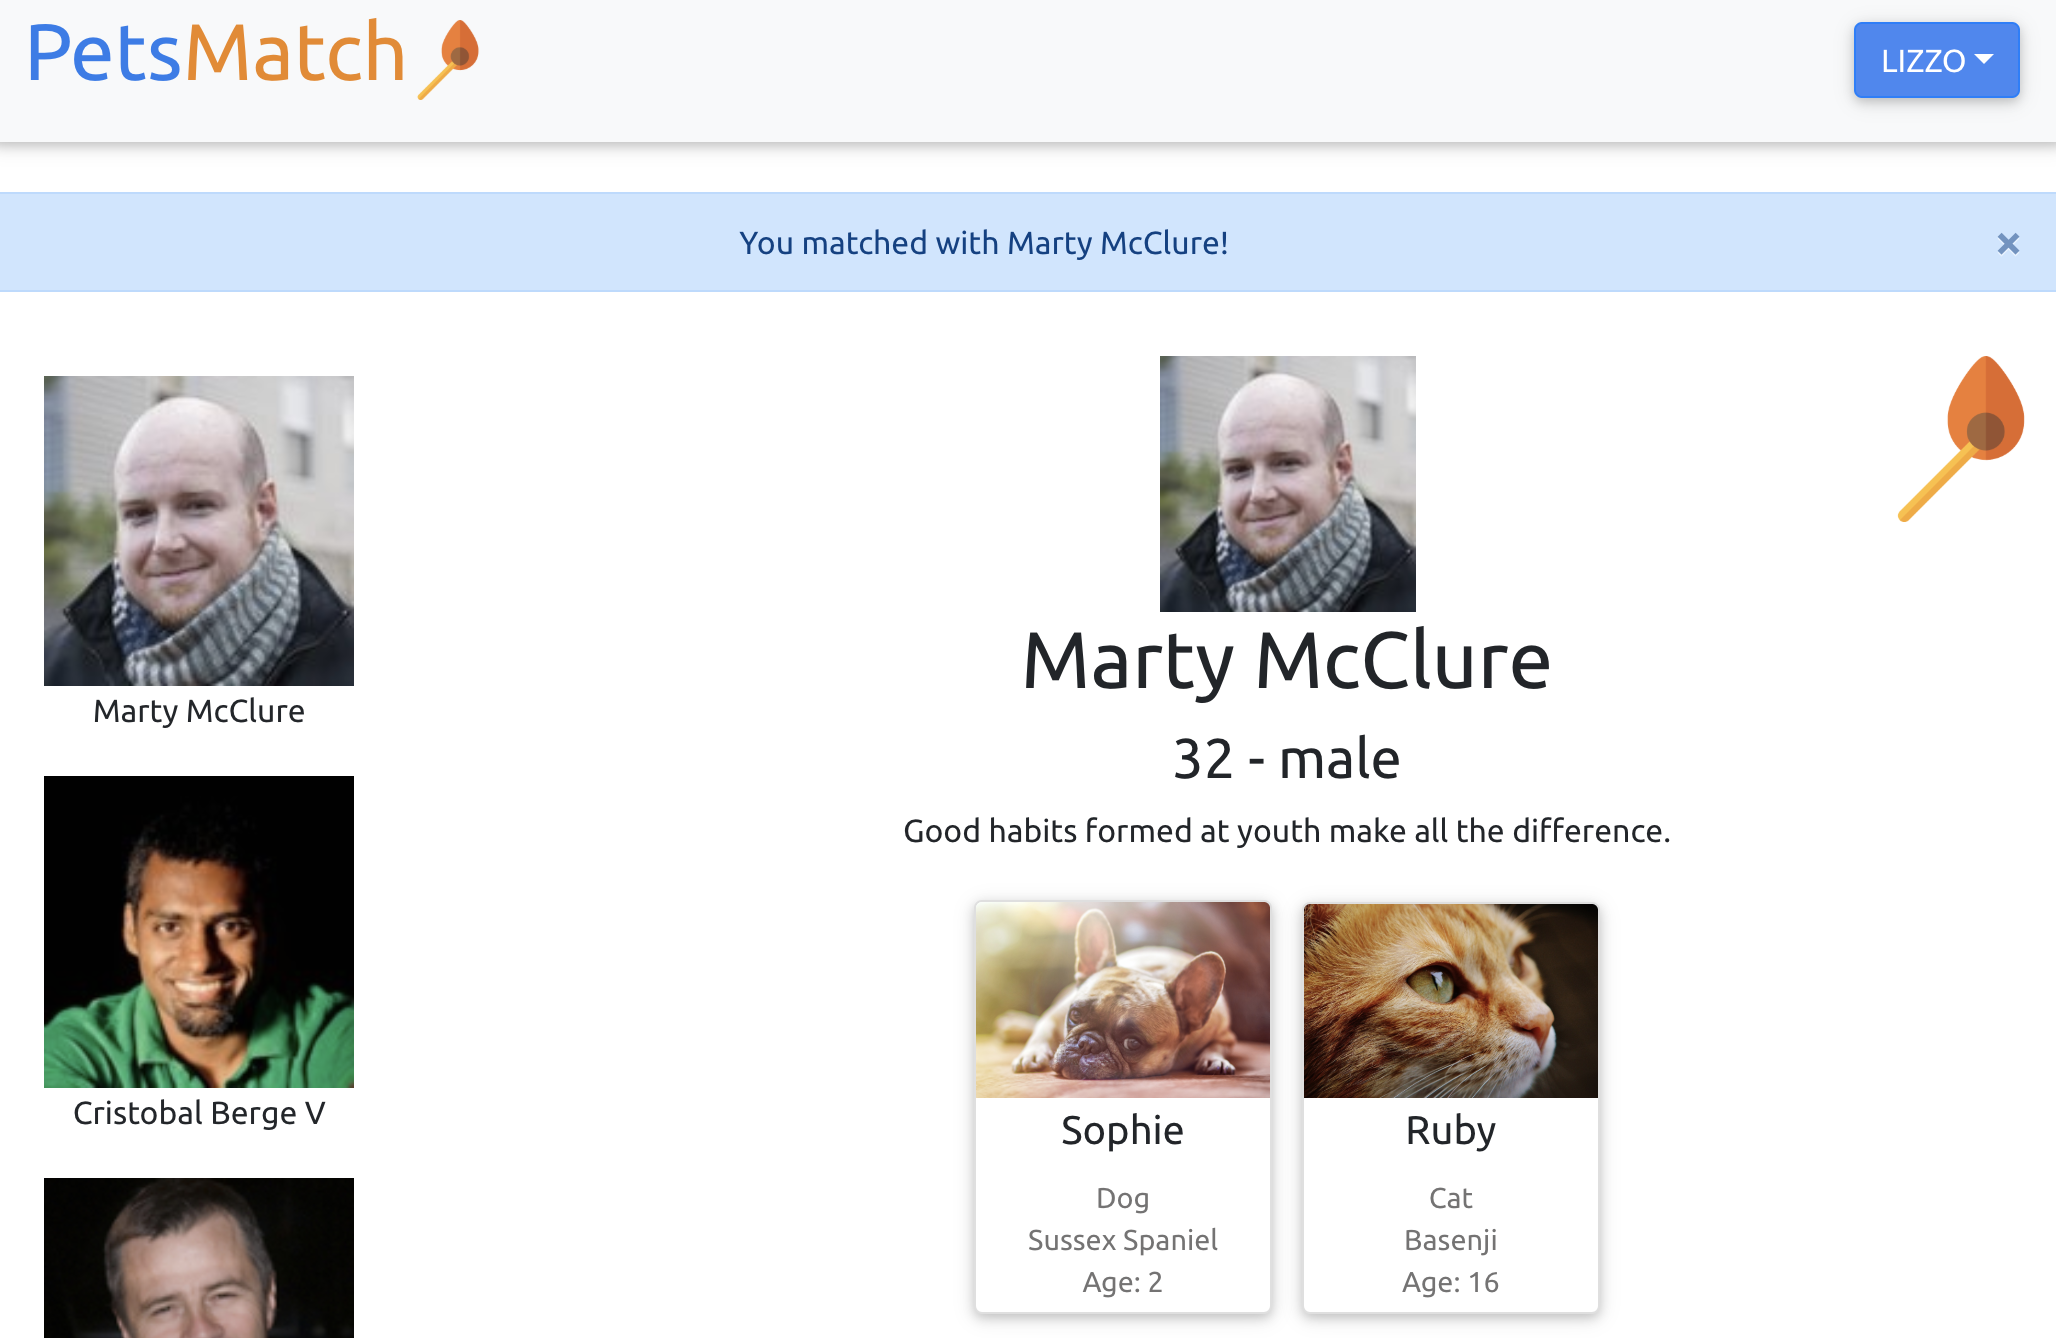 PetsMatch
LIZZO
You matched with Marty McClure!
×
Marty McClure
Cristobal Berge V
Marty McClure
32 - male
Good habits formed at youth make all the difference.
Sophie
Dog
Sussex Spaniel
Age: 2
Ruby
Cat
Basenji
Age: 16